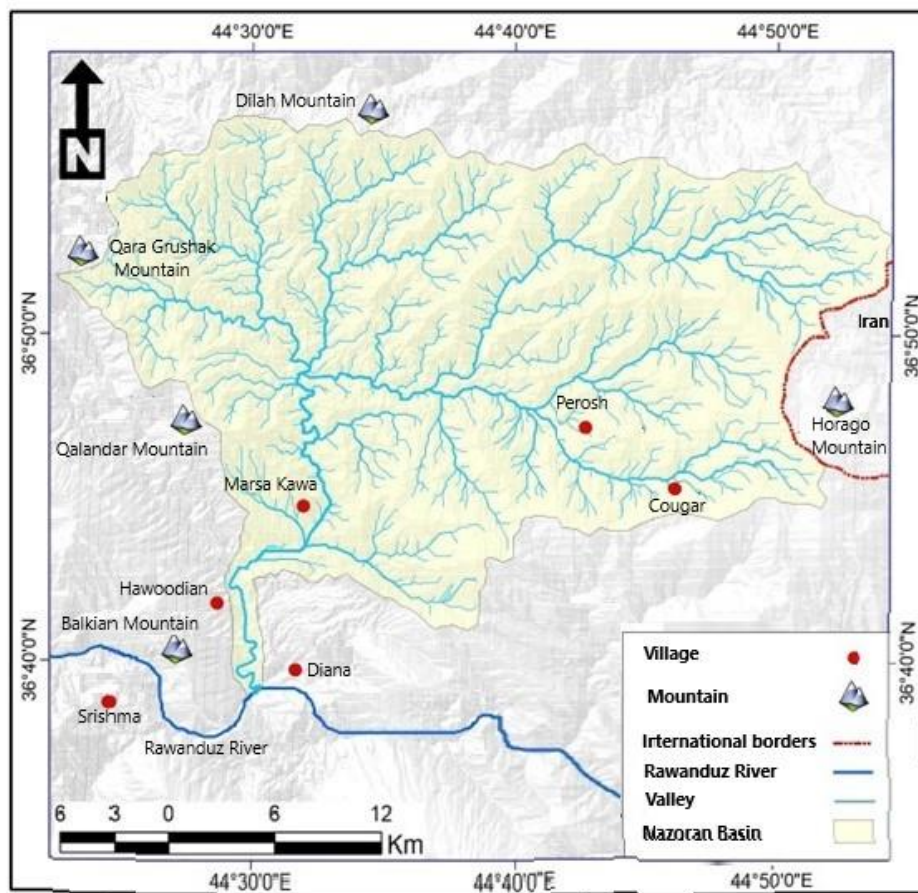 44°30'0"E
44°40'0"E
44°50'0"E
N
Dilah Mountain
Qara Grushak
Mountain
36°50'0"N
36°50'0"N
Iran
Perosh
Horago
Mountain
Qalandar Mountain
Marsa Kawa
Cougar
Hawoodian
Balkian Mountain
36°40'0"N
36°40'0"N
Diana
Srishma
Rawanduz River
Village
Mountain
Irternational borders
Rawanduz River
Valley
Nazoran Basin
6 3 0 6 12
Km
44°30'0"E
44°40'0"E
44°50'0"E